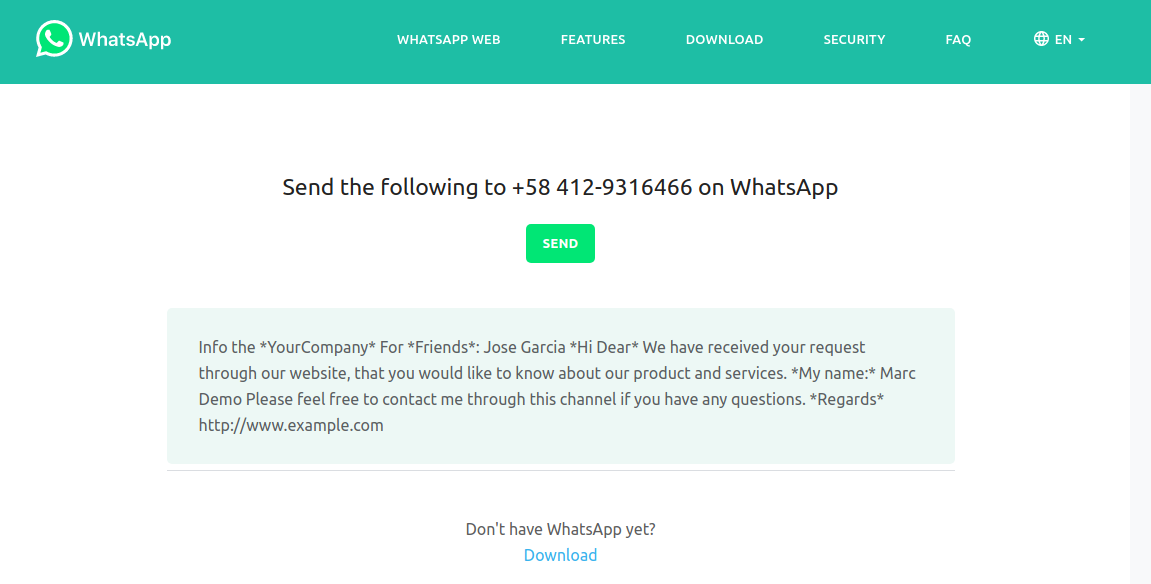 WhatsApp
WHATSAPP WEB
FEATURES
DOWNLOAD
SECURITY
FAQ
EN
Send the following to +58 412-9316466 on WhatsApp
SEND
Info the *YourCompany* For *Friends*: Jose Garcia *Hi Dear* We have received your request
through our website, that you would like to know about our product and services. *My name:* Marc
Demo Please feel free to contact me through this channel if you have any questions. *Regards*
http://www.example.com
Don't have WhatsApp yet?
Download